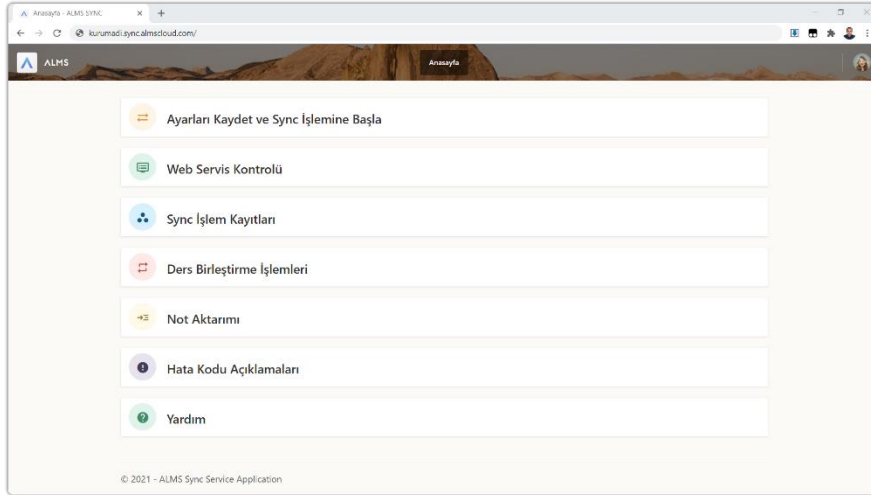 Anasayfa - ALMS SYNC
kurumadi.sync.almscloud.com/
ALMS
Anasayfa
Ayarları Kaydet ve Sync İşlemine Başla
Web Servis Kontrolü
Sync İşlem Kayıtları
Ders Birleştirme İşlemleri
Not Aktarımı
Hata Kodu Açıklamaları
Yardım
© 2021 - ALMS Sync Service Application